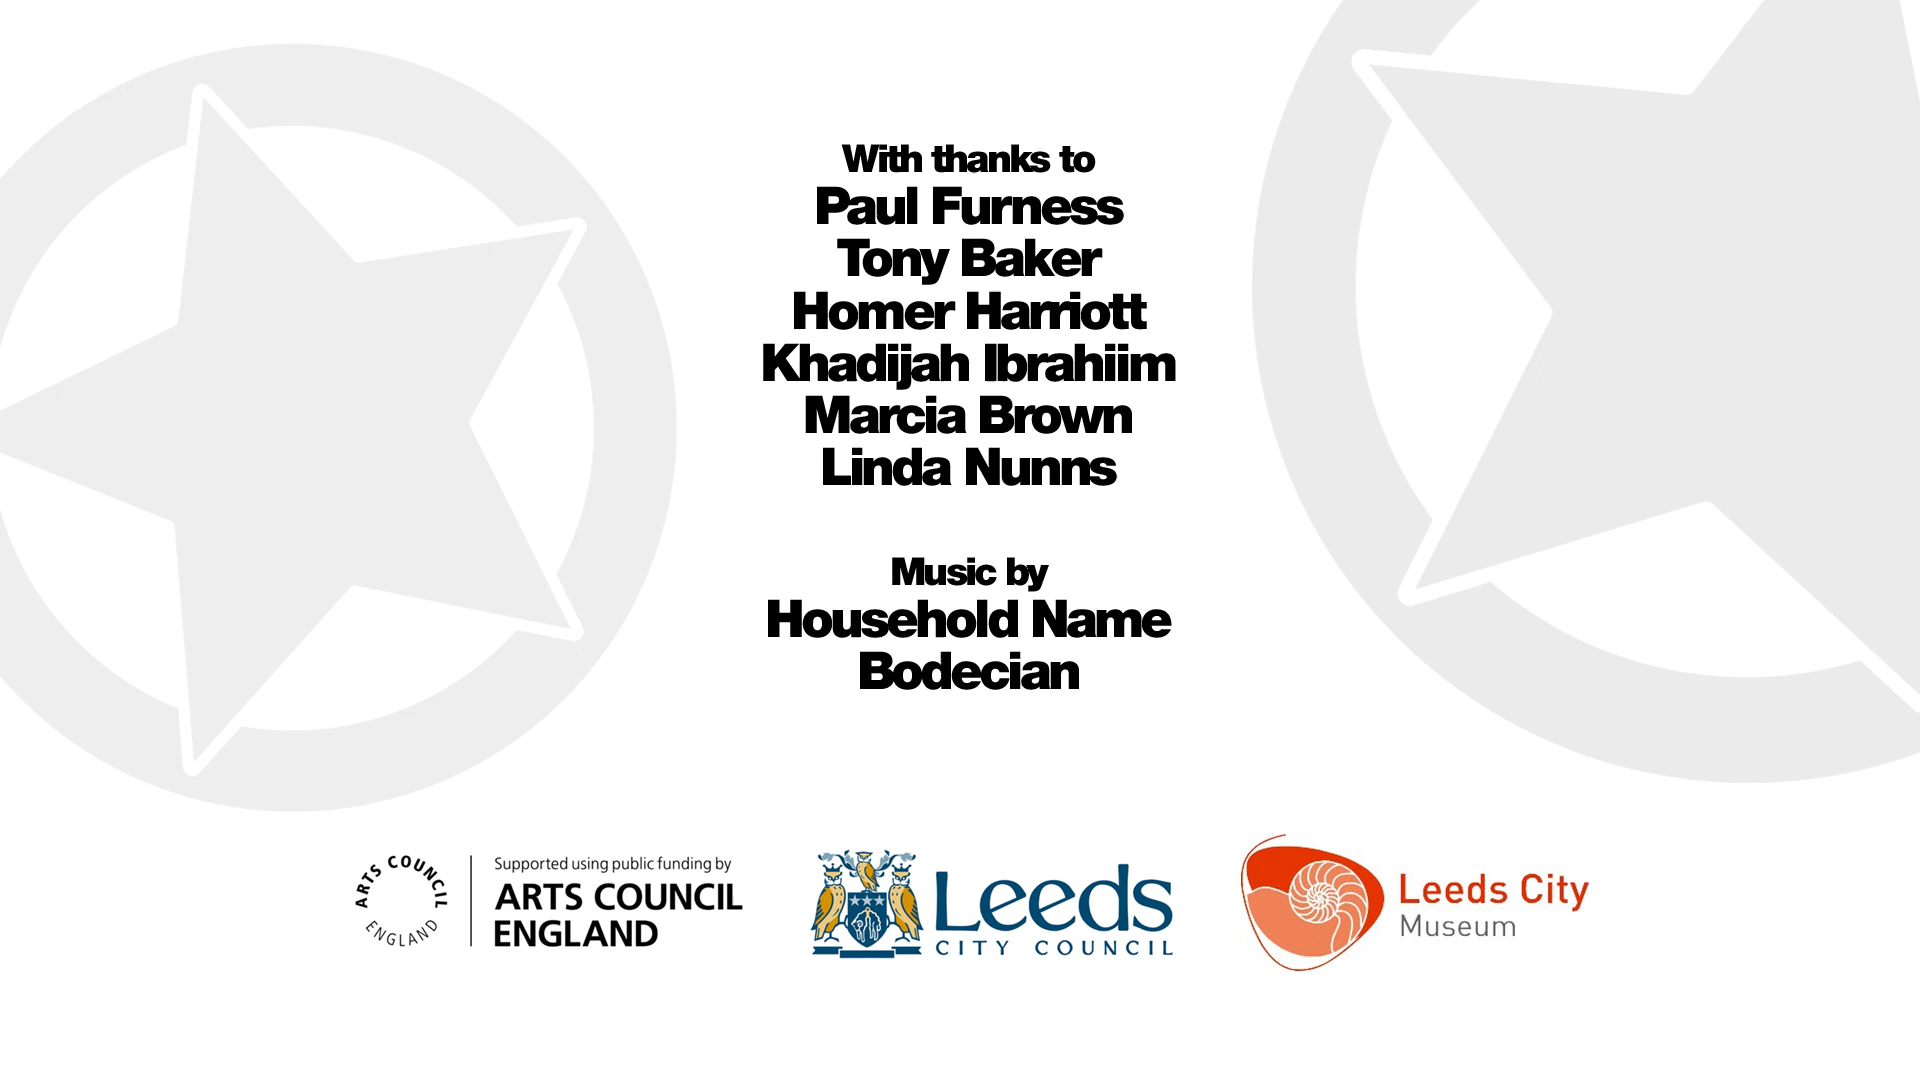 With thanks to
Paul Furness
Tony Baker
Homer Harriott
Khadijah Ibrahiim
Marcia Brown
Linda Nunns
Music by
Household Name
Bodecian
ARTS COUNCIL
ENGLAND
Supported using public funding by
ARTS COUNCIL
ENGLAND
Leeds
CITY COUNCIL
Leeds City
Museum